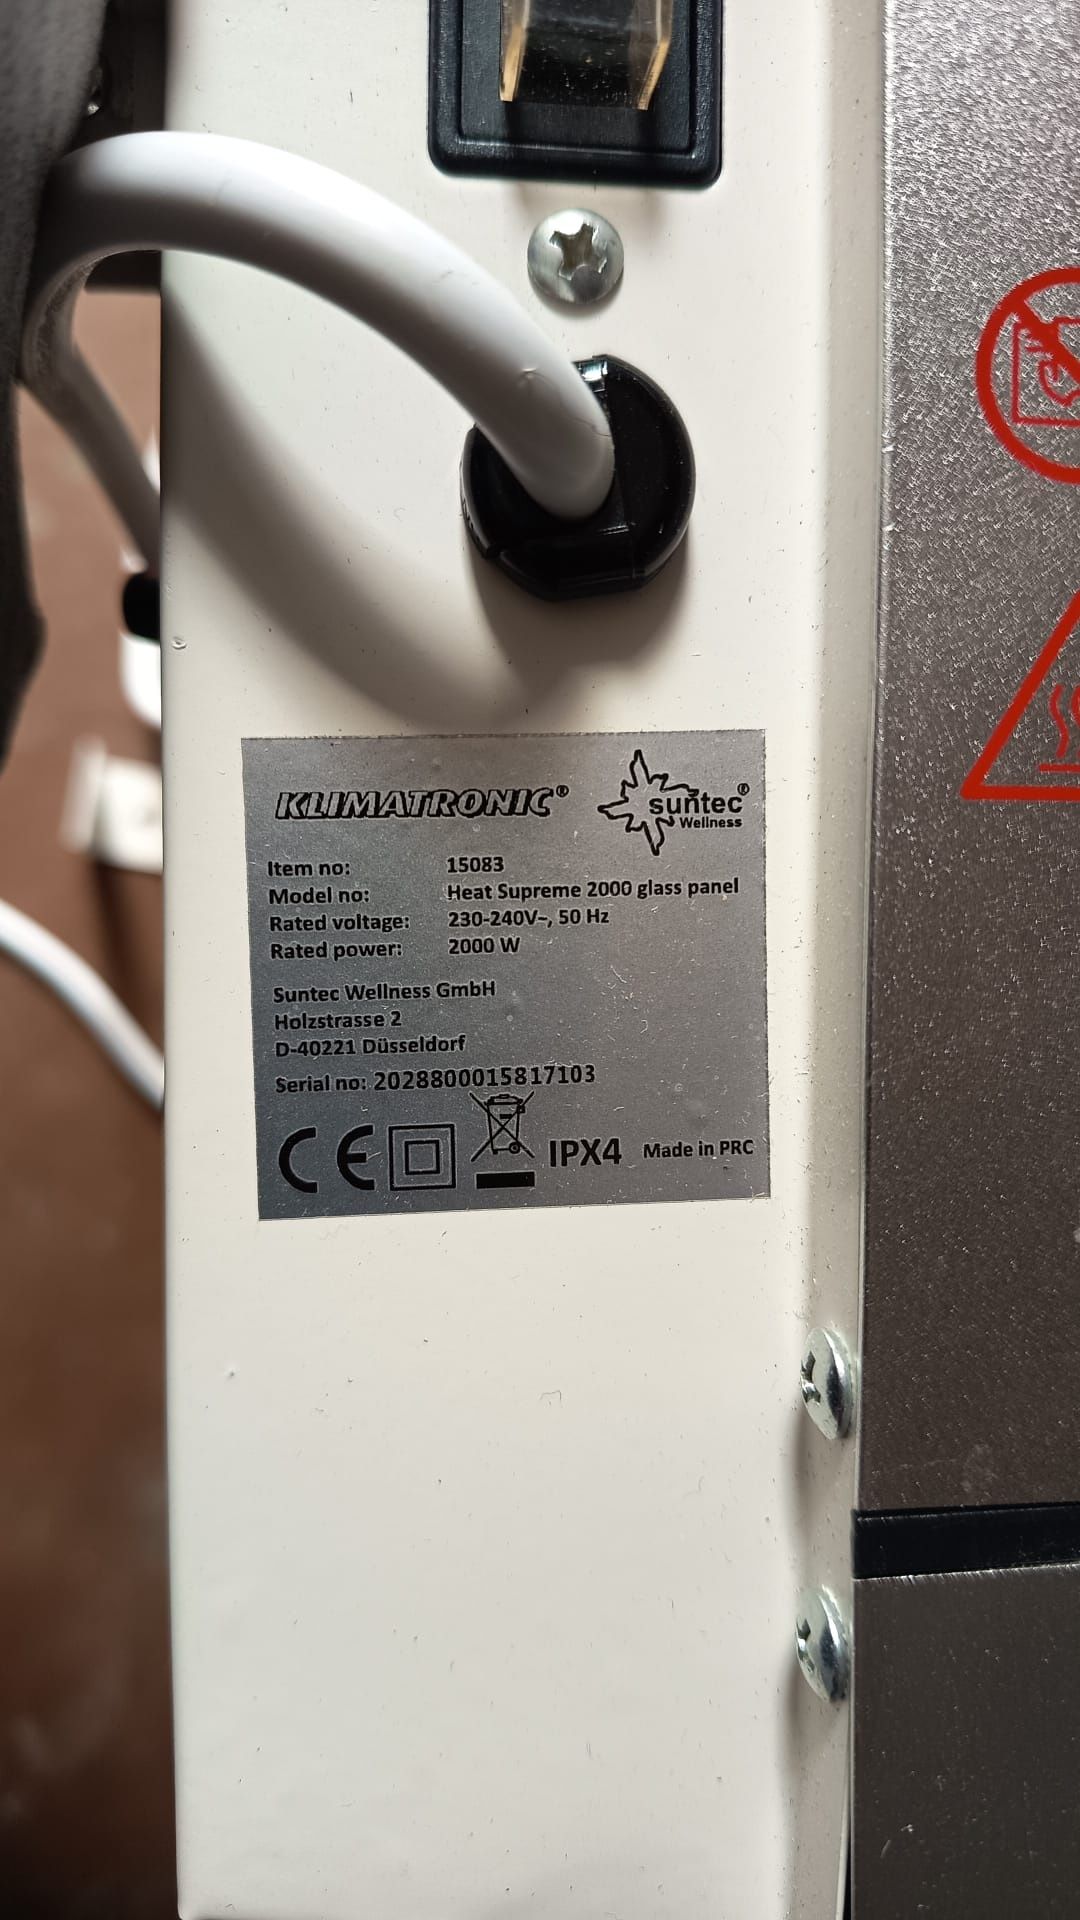 KLIMATRONIC®
suntec®
Wellness
Item no: 15083
Model no: Heat Supreme 2000 glass panel
Rated voltage: 230-240V~, 50 Hz
Rated power: 2000 W
Suntec Wellness GmbH
Holzstrasse 2
D-40221 Düsseldorf
Serial no: 2028800015817103
CE IPX4 Made in PRC